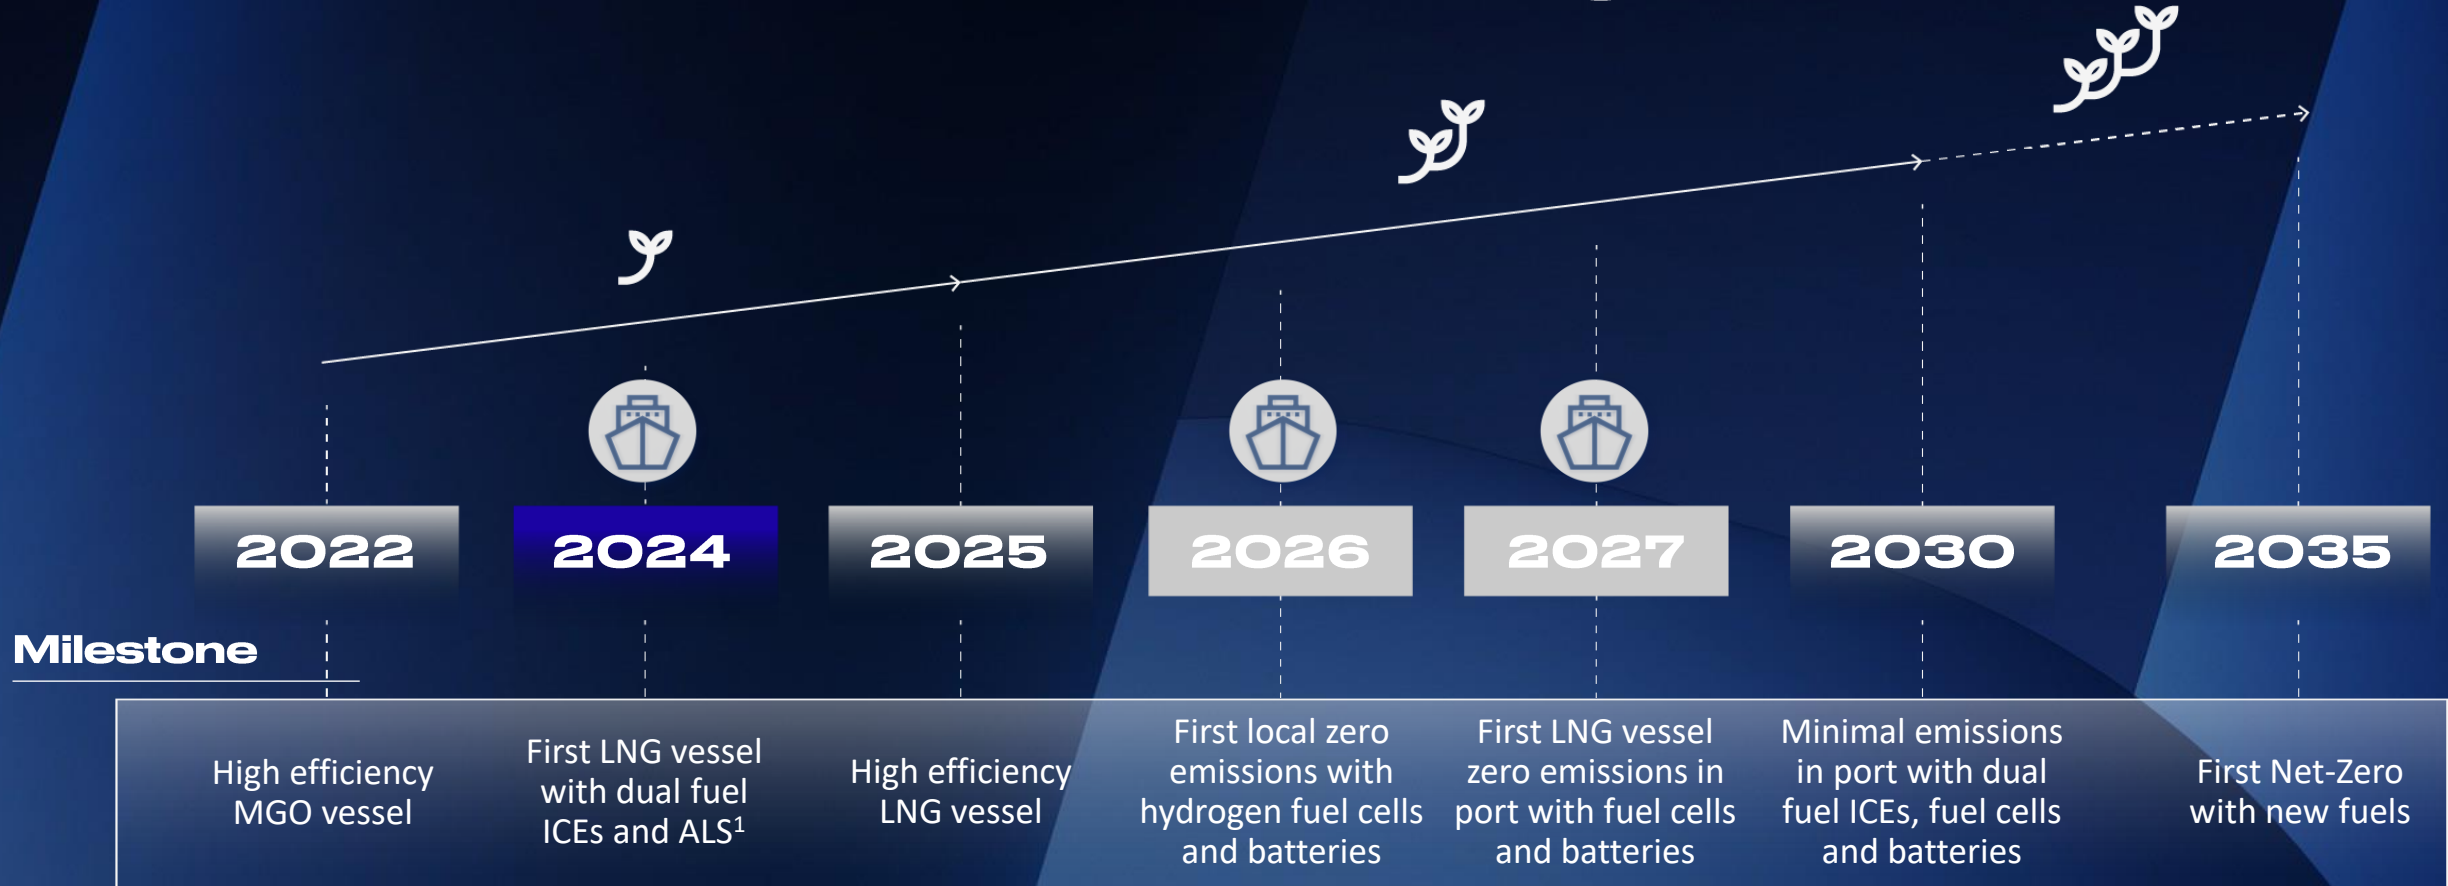 2022
2024
2025
2026
2027
2030
2035
Milestone
High efficiency
MGO vessel
First LNG vessel
with dual fuel
ICEs and ALS¹
High efficiency
LNG vessel
First local zero
emissions with
hydrogen fuel cells
and batteries
First LNG vessel
zero emissions in
port with fuel cells
and batteries
Minimal emissions
in port with dual
fuel ICEs, fuel cells
and batteries
First Net-Zero
with new fuels